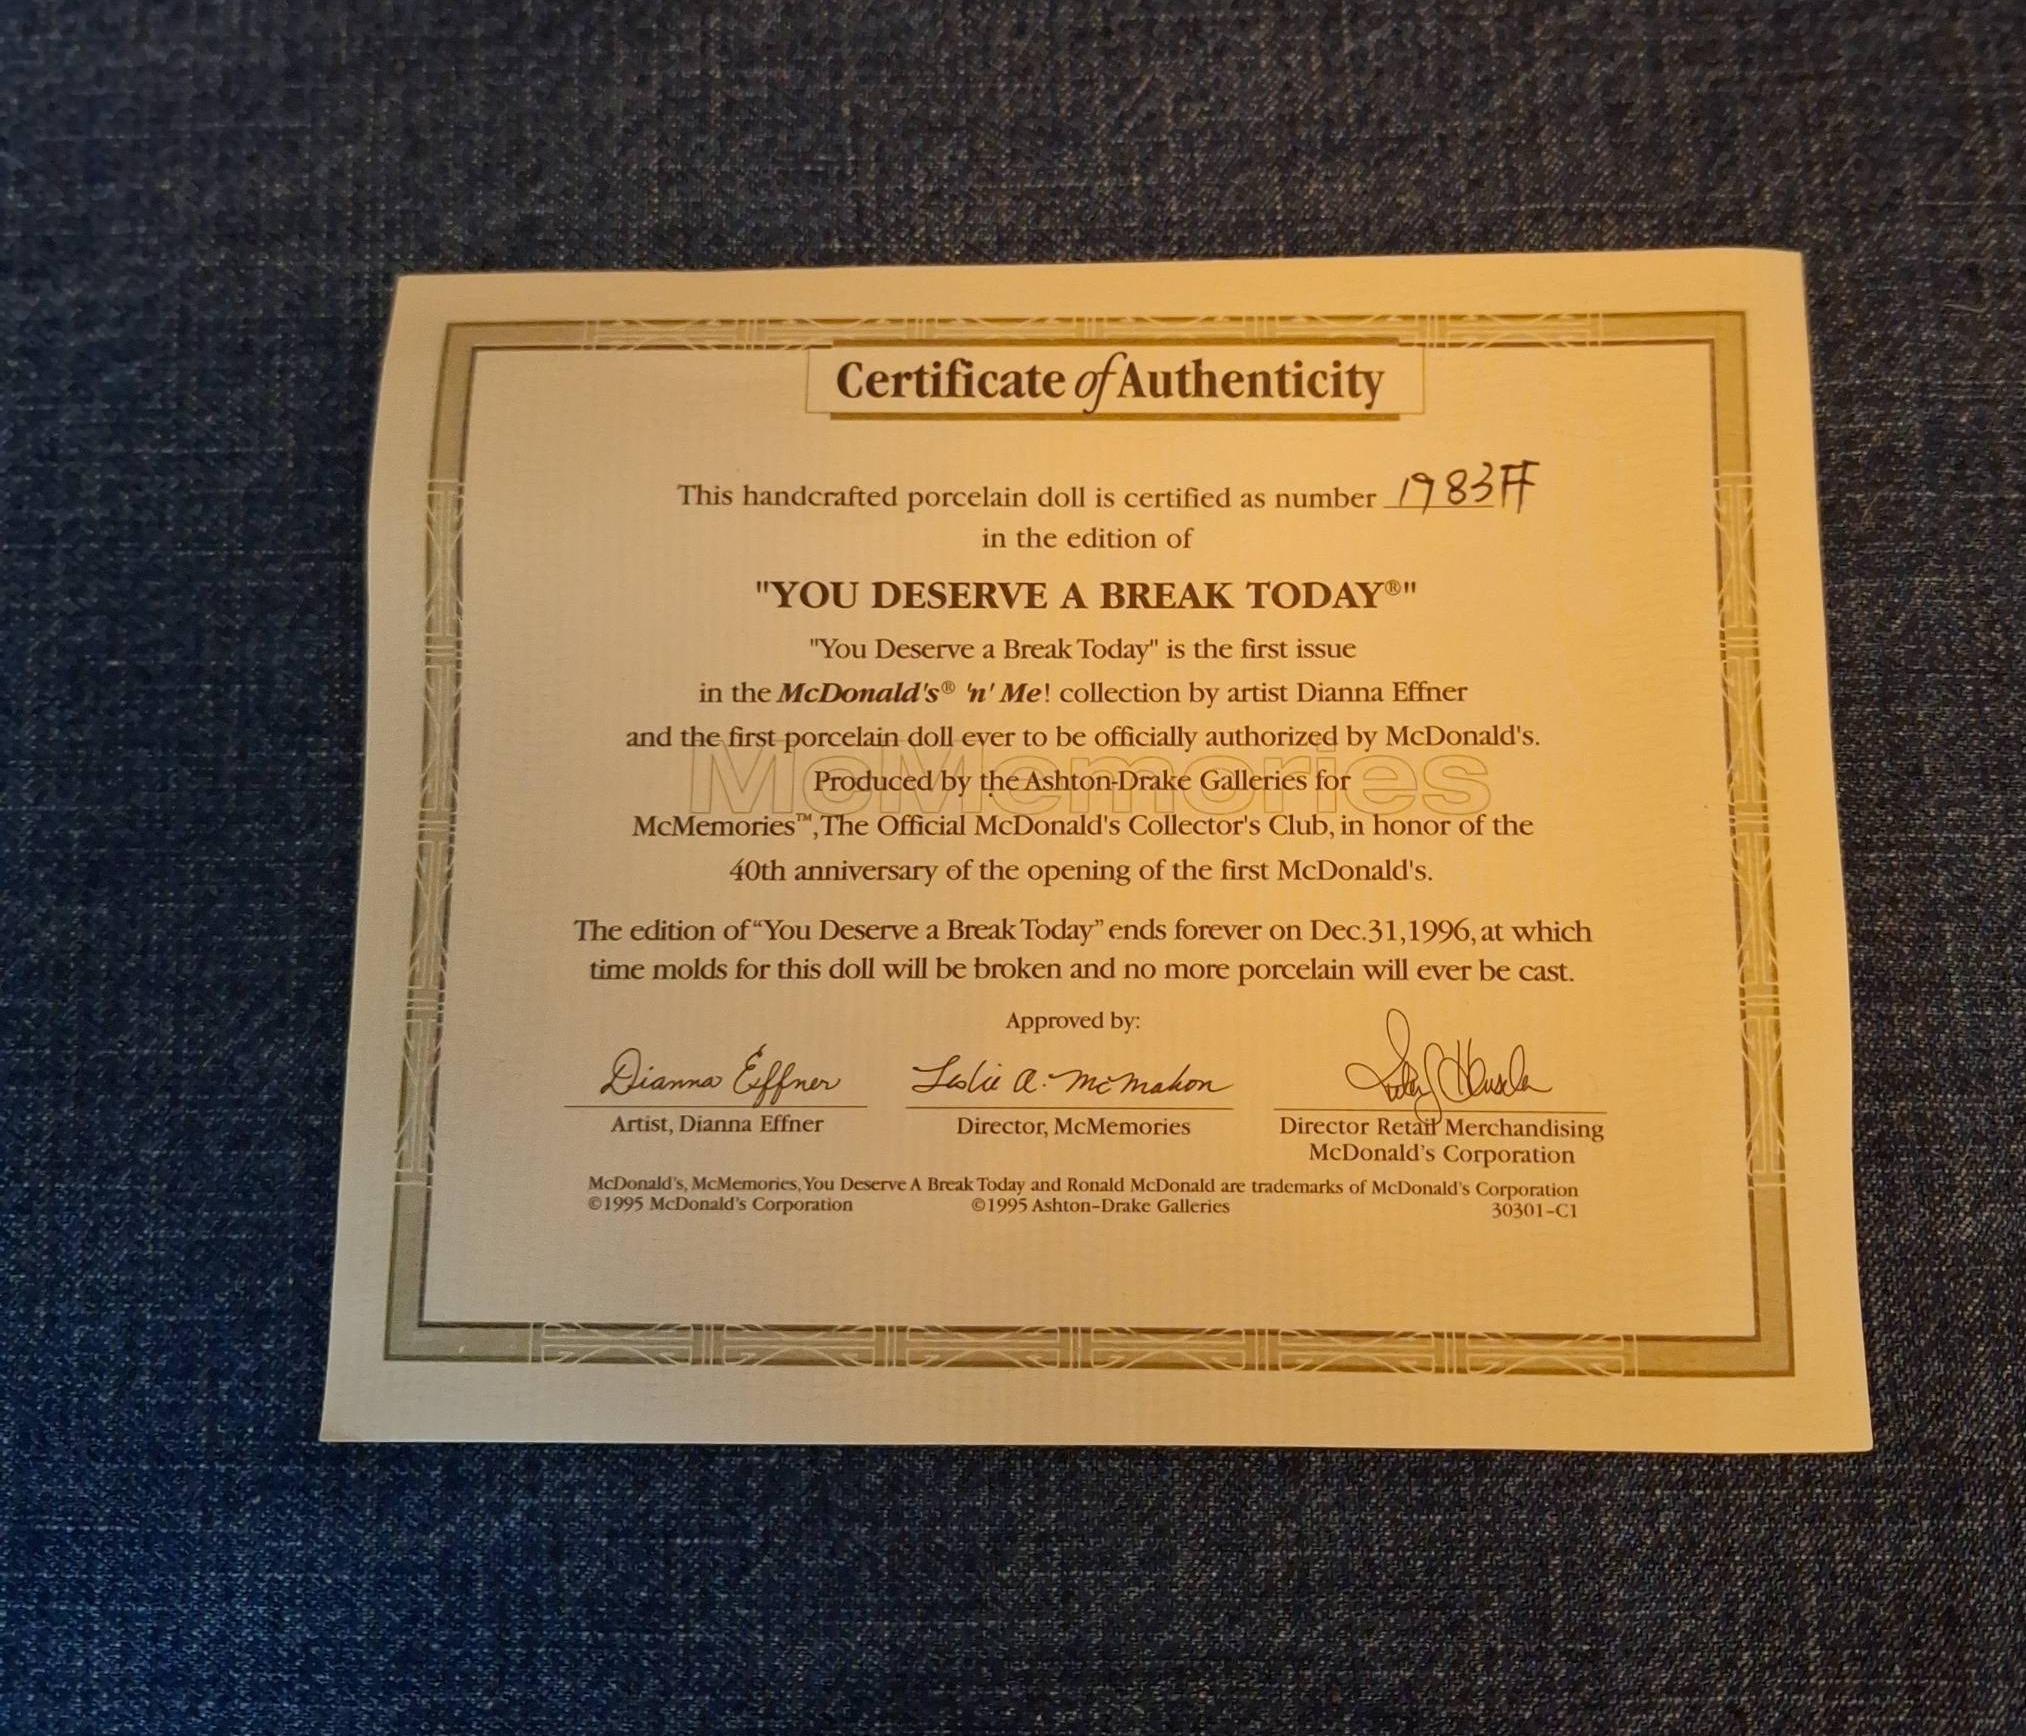 Certificate of Authenticity
This handcrafted porcelain doll is certified as number 1983FF
in the edition of
"YOU DESERVE A BREAK TODAY®"
"You Deserve a Break Today" is the first issue
in the McDonald's® 'n' Me! collection by artist Dianna Effner
and the first porcelain doll ever to be officially authorized by McDonald's.
McMemories
Produced by the Ashton-Drake Galleries for
McMemories™, The Official McDonald's Collector's Club, in honor of the
40th anniversary of the opening of the first McDonald's.
The edition of “You Deserve a Break Today” ends forever on Dec.31,1996, at which
time molds for this doll will be broken and no more porcelain will ever be cast.
Approved by:
Dianna Effner Leslie A. McMahon
Artist, Dianna Effner Director, McMemories Director Retail Merchandising
McDonald's Corporation
McDonald's, McMemories, You Deserve A Break Today and Ronald McDonald are trademarks of McDonald's Corporation
©1995 McDonald's Corporation ©1995 Ashton-Drake Galleries 30301-C1